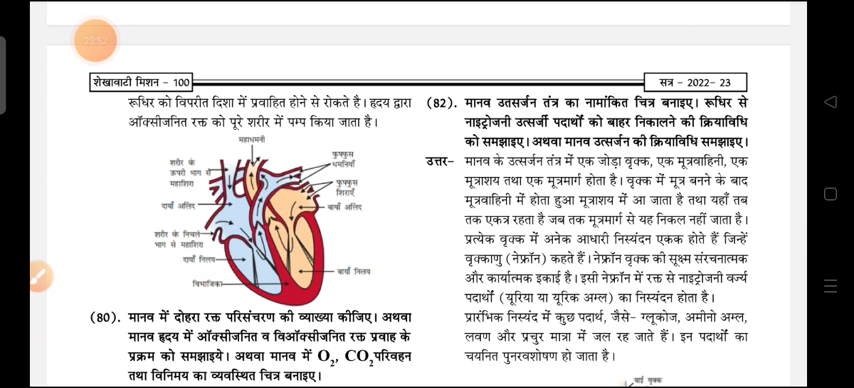 23:52
शेखावाटी मिशन - 100
सत्र - 2022- 23
रूधिर को विपरीत दिशा में प्रवाहित होने से रोकते है। हृदय द्वारा
ऑक्सीजनित रक्त को पूरे शरीर में पम्प किया जाता है।
महाधमनी
शरीर के
ऊपरी भाग से
महाशिरा
दायाँ अलिंद
शरीर के निचले
भाग से महाशिरा
दायाँ निलय
विभाजिका
फुफ्फुस
धमनियाँ
फुफ्फुस
शिराएँ
बायाँ अलिंद
बायाँ निलय
(80). मानव में दोहरा रक्त परिसंचरण की व्याख्या कीजिए। अथवा
मानव हृदय में ऑक्सीजनित व विऑक्सीजनित रक्त प्रवाह के
प्रक्रम को समझाइये। अथवा मानव में O₂, CO₂परिवहन
तथा विनिमय का व्यवस्थित चित्र बनाइए।
(82). मानव उतसर्जन तंत्र का नामांकित चित्र बनाइए। रूधिर से
नाइट्रोजनी उत्सर्जी पदार्थों को बाहर निकालने की क्रियाविधि
को समझाइए। अथवा मानव उत्सर्जन की क्रियाविधि समझाइए।
उत्तर- मानव के उत्सर्जन तंत्र में एक जोड़ा वृक्क, एक मूत्रवाहिनी, एक
मूत्राशय तथा एक मूत्रमार्ग होता है। वृक्क में मूत्र बनने के बाद
मूत्रवाहिनी में होता हुआ मूत्राशय में आ जाता है तथा यहाँ तब
तक एकत्र रहता है जब तक मूत्रमार्ग से यह निकल नहीं जाता है।
प्रत्येक वृक्क में अनेक आधारी निस्यंदन एकक होते हैं जिन्हें
वृक्काणु (नेफ्रॉन) कहते हैं। नेफ्रॉन वृक्क की सूक्ष्म संरचनात्मक
और कार्यात्मक इकाई है। इसी नेफ्रॉन में रक्त से नाइट्रोजनी वर्ज्य
पदार्थों (यूरिया या यूरिक अम्ल) का निस्यंदन होता है।
प्रारंभिक निस्यंद में कुछ पदार्थ, जैसे- ग्लूकोज, अमीनो अम्ल,
लवण और प्रचुर मात्रा में जल रह जाते हैं। इन पदार्थों का
चयनित पुनरवशोषण हो जाता है।
बाईं वृक्क